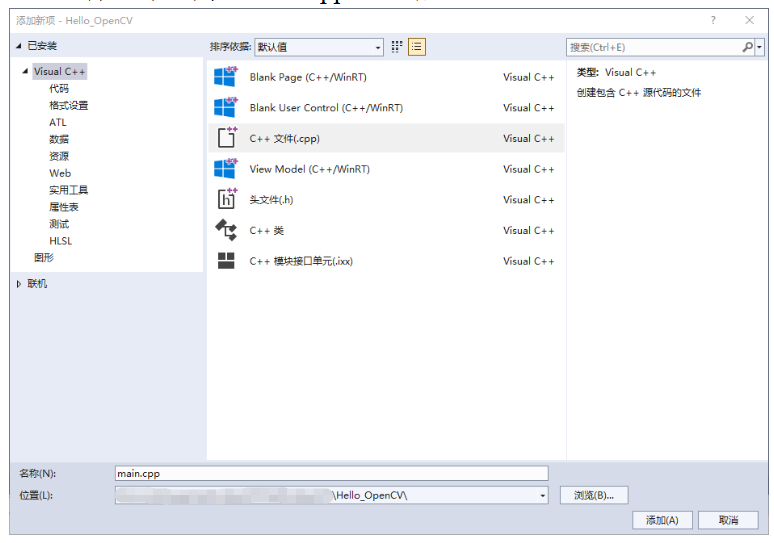 添加新项 - Hello_OpenCV
已安装
排序依据: 默认值
搜索(Ctrl+E)
Visual C++
代码
格式设置
ATL
数据
资源
Web
实用工具
属性表
测试
HLSL
图形
联机
Blank Page (C++/WinRT) Visual C++
Blank User Control (C++/WinRT) Visual C++
C++ 文件(.cpp) Visual C++
View Model (C++/WinRT) Visual C++
头文件(.h) Visual C++
C++ 类 Visual C++
C++ 模块接口单元(.ixx) Visual C++
类型: Visual C++
创建包含 C++ 源代码的文件
名称(N): main.cpp
位置(L): \Hello_OpenCV\
浏览(B)...
添加(A) 取消